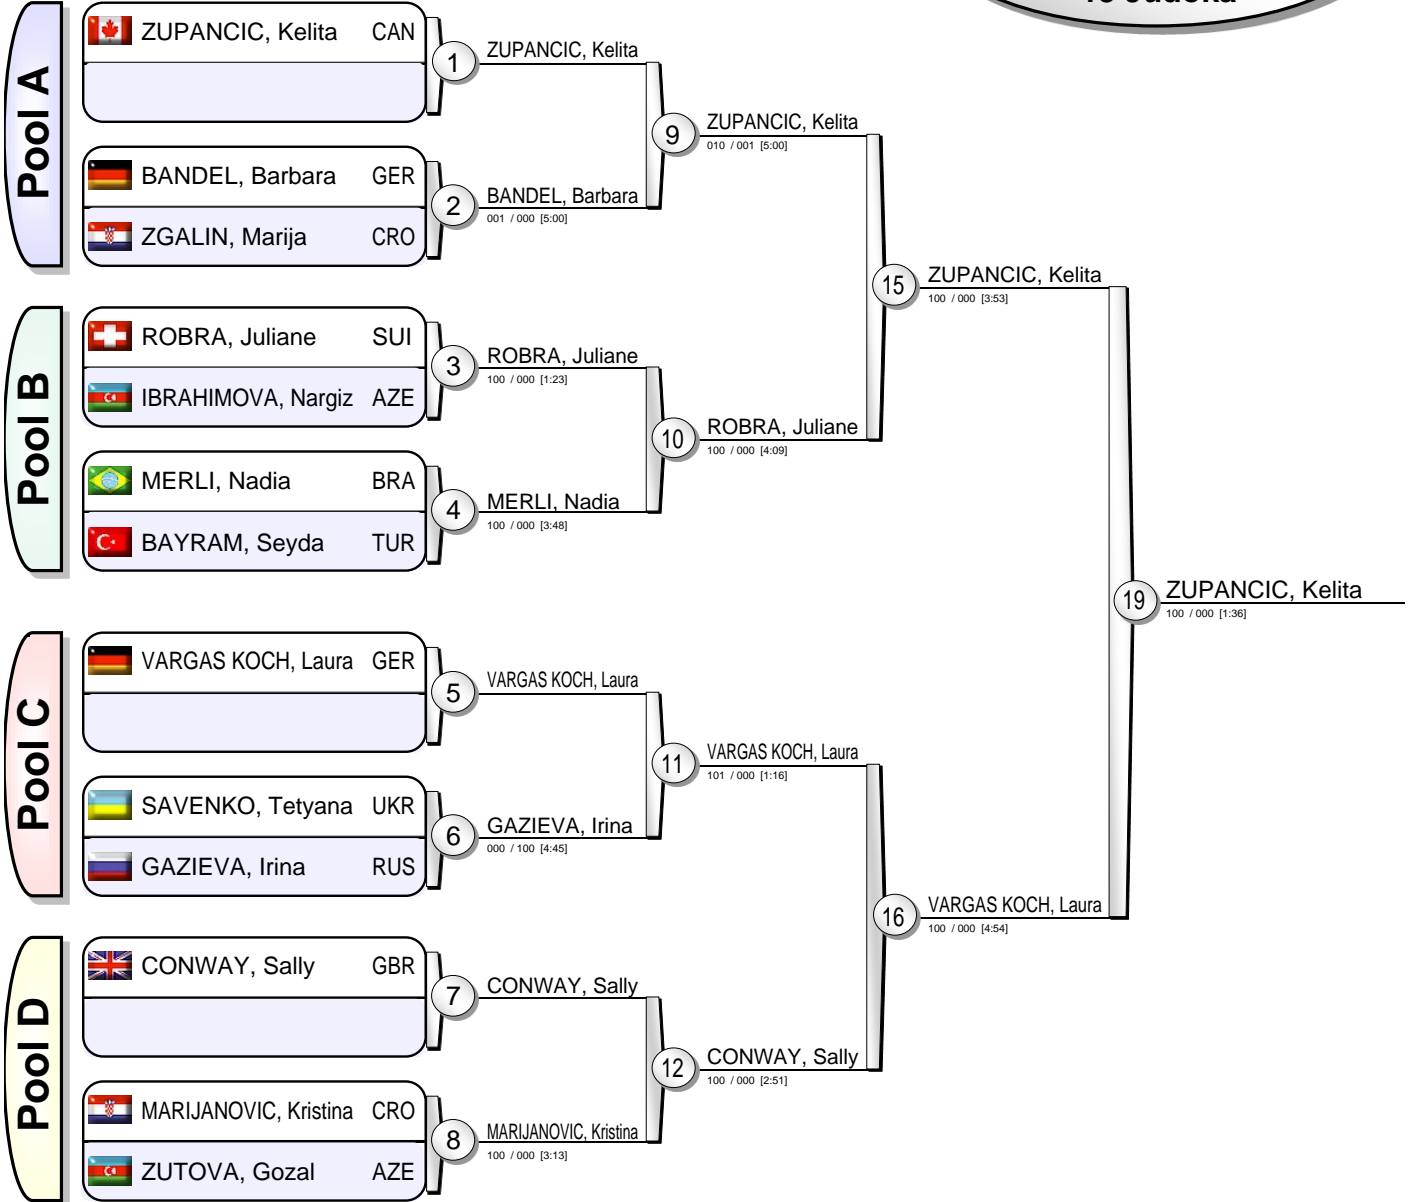 13 Judoka
Pool A
ZUPANCIC, Kelita CAN
BANDEL, Barbara GER
ZGALIN, Marija CRO
1
ZUPANCIC, Kelita
2
BANDEL, Barbara
001 / 000 [5:00]
9
ZUPANCIC, Kelita
010 / 001 [5:00]
Pool B
ROBRA, Juliane SUI
IBRAHIMOVA, Nargiz AZE
MERLI, Nadia BRA
BAYRAM, Seyda TUR
3
ROBRA, Juliane
100 / 000 [1:23]
4
MERLI, Nadia
100 / 000 [3:48]
10
ROBRA, Juliane
100 / 000 [4:09]
15
ZUPANCIC, Kelita
100 / 000 [3:53]
Pool C
VARGAS KOCH, Laura GER
SAVENKO, Tetyana UKR
GAZIEVA, Irina RUS
5
VARGAS KOCH, Laura
6
GAZIEVA, Irina
000 / 100 [4:45]
11
VARGAS KOCH, Laura
101 / 000 [1:16]
Pool D
CONWAY, Sally GBR
MARIJANOVIC, Kristina CRO
ZUTOVA, Gozal AZE
7
CONWAY, Sally
8
MARIJANOVIC, Kristina
100 / 000 [3:13]
12
CONWAY, Sally
100 / 000 [2:51]
16
VARGAS KOCH, Laura
100 / 000 [4:54]
19
ZUPANCIC, Kelita
100 / 000 [1:36]